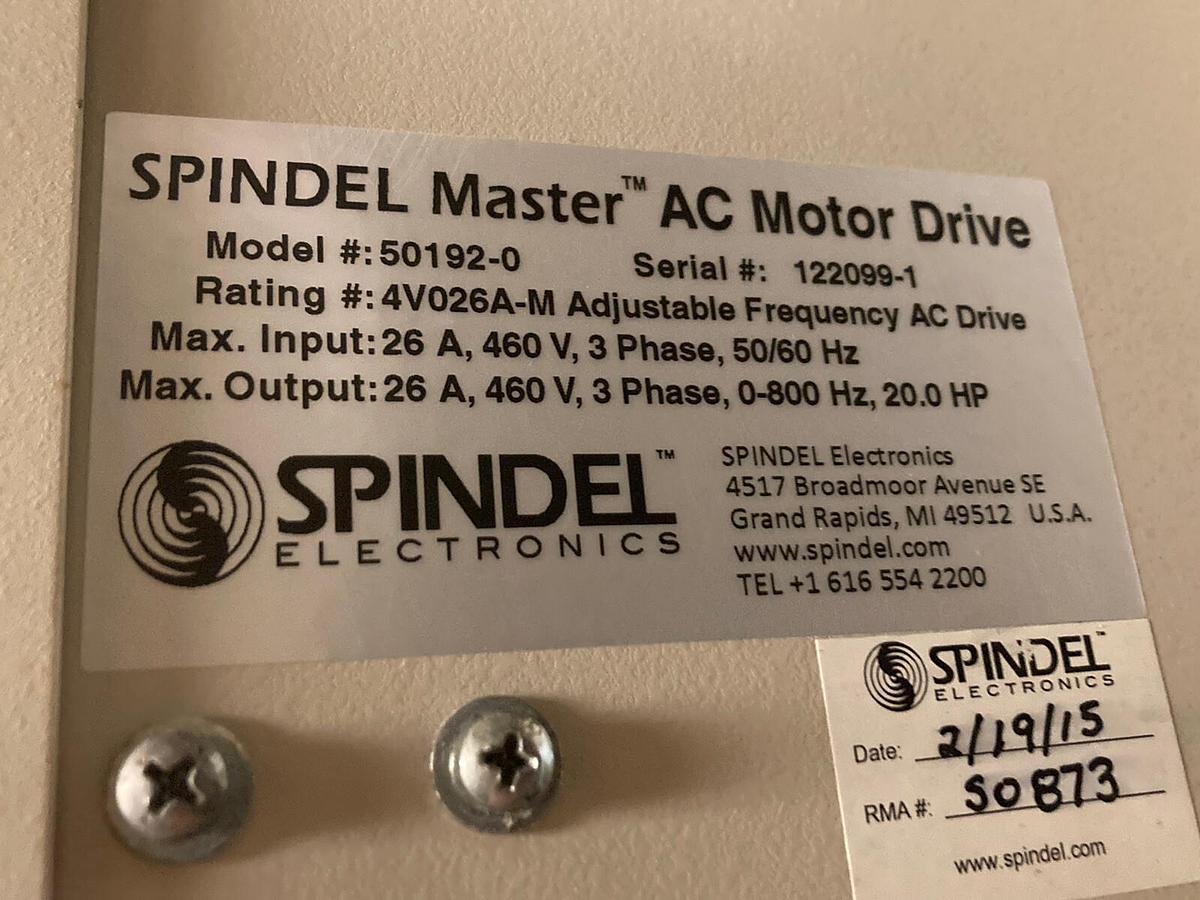 SPINDEL Master™ AC Motor Drive
Model #: 50192-0 Serial #: 122099-1
Rating #: 4V026A-M Adjustable Frequency AC Drive
Max. Input: 26 A, 460 V, 3 Phase, 50/60 Hz
Max. Output: 26 A, 460 V, 3 Phase, 0-800 Hz, 20.0 HP
SPINDEL™
ELECTRONICS
SPINDEL Electronics
4517 Broadmoor Avenue SE
Grand Rapids, MI 49512 U.S.A.
www.spindel.com
TEL +1 616 554 2200
SPINDEL™
ELECTRONICS
Date: 2/19/15
RMA #: 50873
www.spindel.com